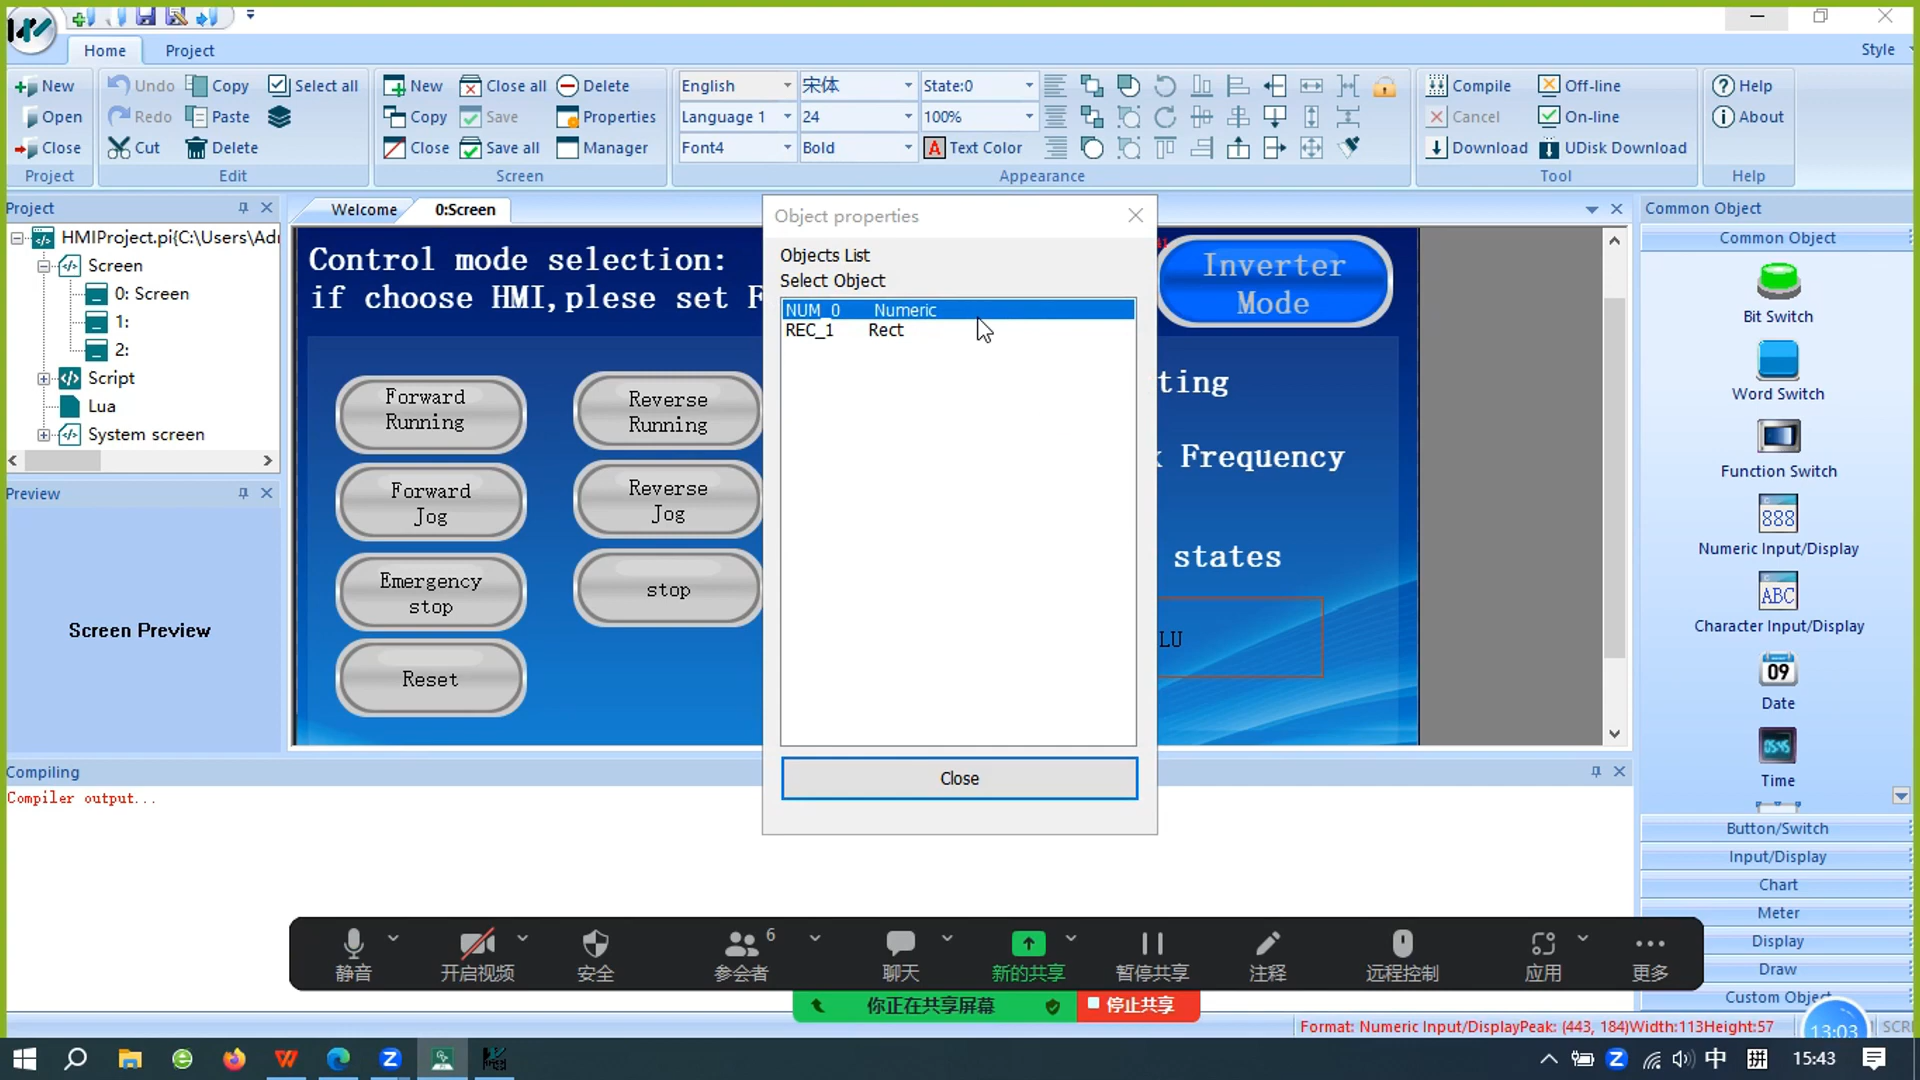 Home
Project
Style
New
Open
Close
Project
Undo
Redo
Cut
Copy
Paste
Delete
Select all
Edit
New
Copy
Close
Close all
Save
Save all
Delete
Properties
Manager
Screen
English
Language 1
Font4
宋体
24
Bold
State:0
100%
A Text Color
Appearance
Compile
Cancel
Download
Off-line
On-line
UDisk Download
Tool
Help
About
Help
Project
HMIProject.pi{C:\Users\Adr
Screen
0: Screen
1:
2:
Script
Lua
System screen
Preview
Screen Preview
Welcome
0:Screen
Control mode selection:
if choose HMI,plese set F
Inverter
Mode
Forward
Running
Reverse
Running
Forward
Jog
Reverse
Jog
Emergency
stop
stop
Reset
ting
Frequency
states
LU
Object properties
Objects List
Select Object
NUM_0 Numeric
REC_1 Rect
Close
Common Object
Common Object
Bit Switch
Word Switch
Function Switch
888
Numeric Input/Display
ABC
Character Input/Display
09
Date
05:45
Time
Button/Switch
Input/Display
Chart
Meter
Display
Draw
Custom Object
Compiling
Compiler output...
静音
开启视频
安全
参会者
6
聊天
新的共享
暂停共享
注释
远程控制
应用
更多
你正在共享屏幕
停止共享
Format: Numeric Input/DisplayPeak: (443, 184)Width:113Height:57
13:03
SCR
中
拼
15:43